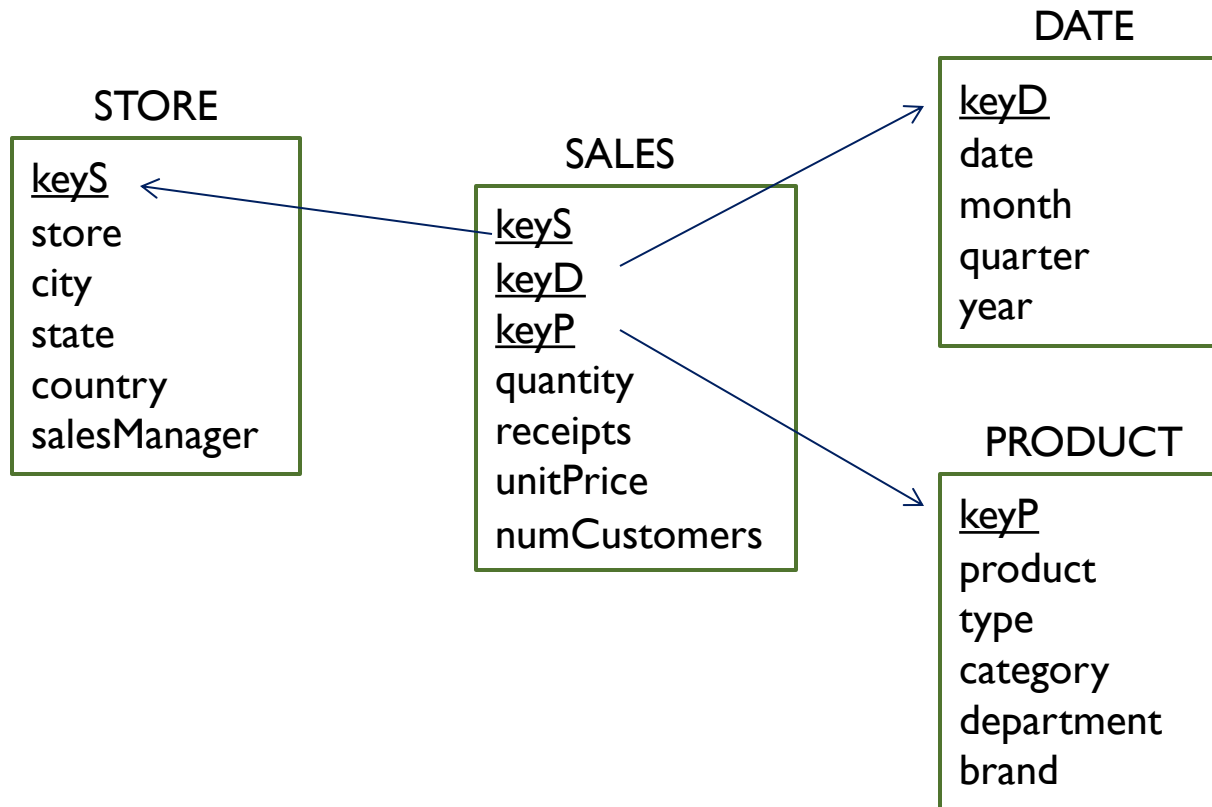 STORE
keyS
store
city
state
country
salesManager
SALES
keyS
keyD
keyP
quantity
receipts
unitPrice
numCustomers
DATE
keyD
date
month
quarter
year
PRODUCT
keyP
product
type
category
department
brand